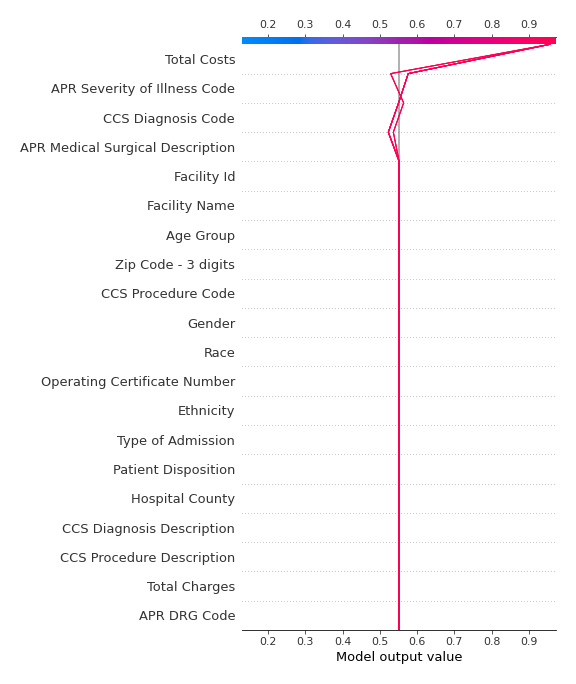 0.2 0.3 0.4 0.5 0.6 0.7 0.8 0.9
Total Costs
APR Severity of Illness Code
CCS Diagnosis Code
APR Medical Surgical Description
Facility Id
Facility Name
Age Group
Zip Code - 3 digits
CCS Procedure Code
Gender
Race
Operating Certificate Number
Ethnicity
Type of Admission
Patient Disposition
Hospital County
CCS Diagnosis Description
CCS Procedure Description
Total Charges
APR DRG Code
0.2 0.3 0.4 0.5 0.6 0.7 0.8 0.9
Model output value